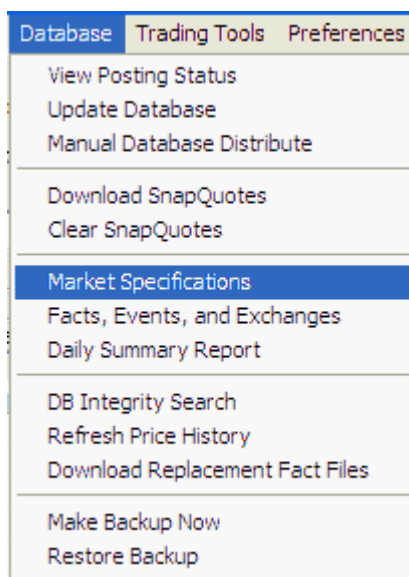 Database Trading Tools Preferences
View Posting Status
Update Database
Manual Database Distribute
Download SnapQuotes
Clear SnapQuotes
Market Specifications
Facts, Events, and Exchanges
Daily Summary Report
DB Integrity Search
Refresh Price History
Download Replacement Fact Files
Make Backup Now
Restore Backup